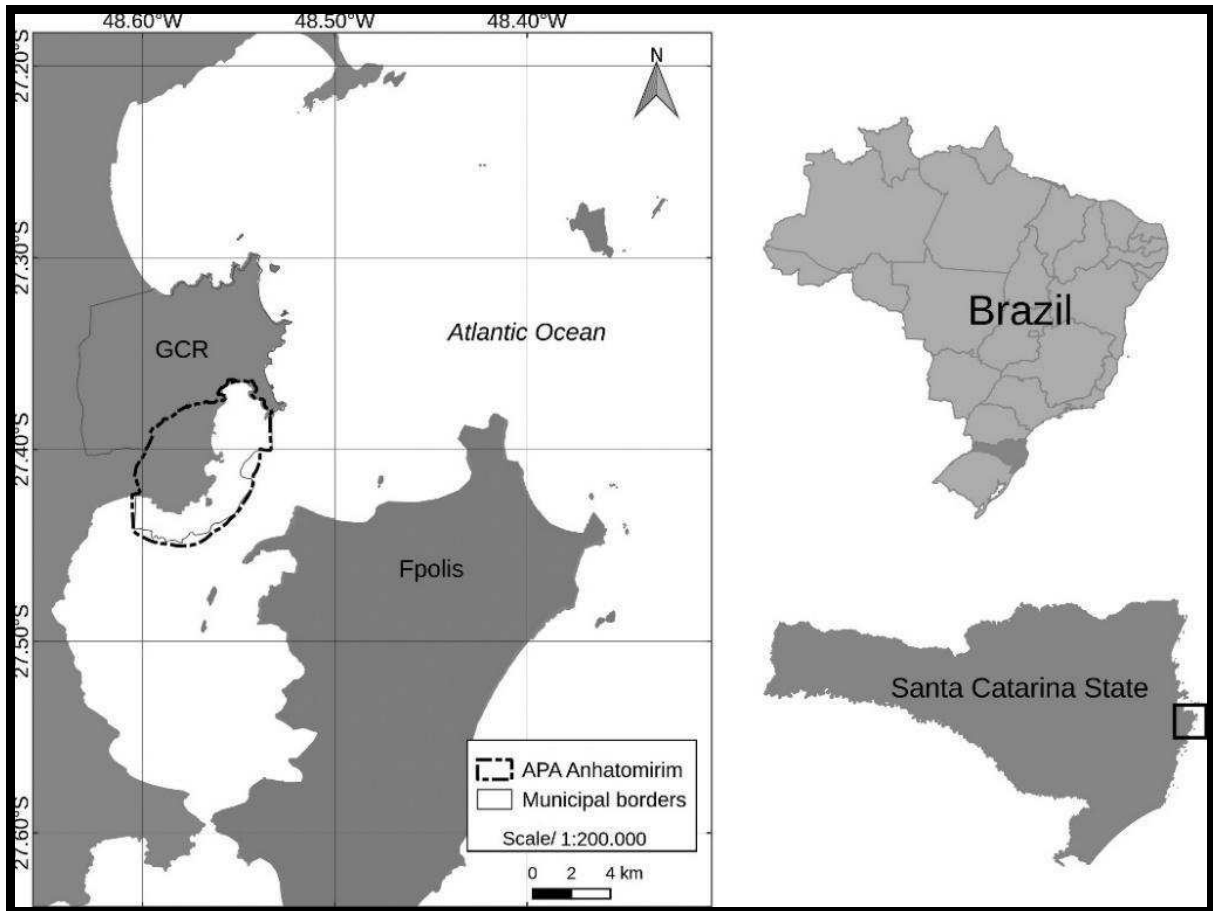 48.60°W 48.50°W 48.40°W
27.20°S
N
27.30°S
GCR
Atlantic Ocean
Brazil
27.40°S
Fpolis
27.50°S
Santa Catarina State
APA Anhatomirim
Municipal borders
Scale/ 1:200.000
27.60°S
0 2 4 km